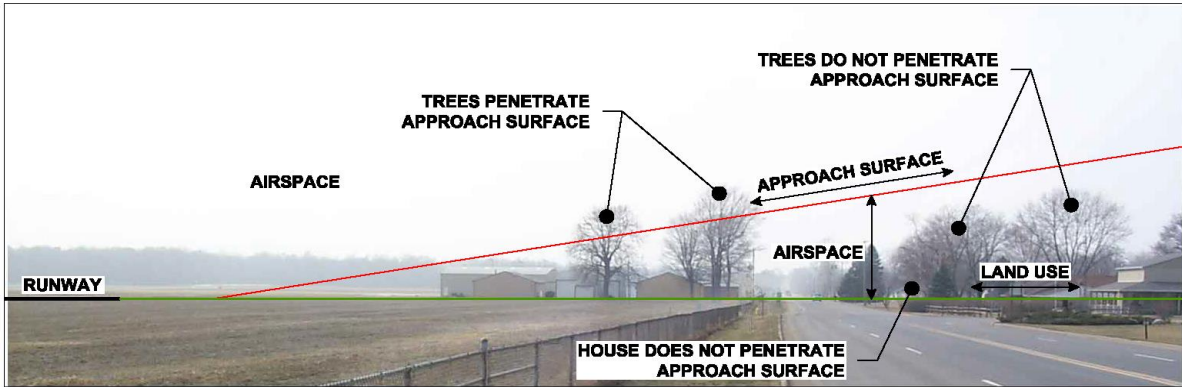 TREES DO NOT PENETRATE
APPROACH SURFACE
TREES PENETRATE
APPROACH SURFACE
APPROACH SURFACE
AIRSPACE
AIRSPACE
LAND USE
RUNWAY
HOUSE DOES NOT PENETRATE
APPROACH SURFACE